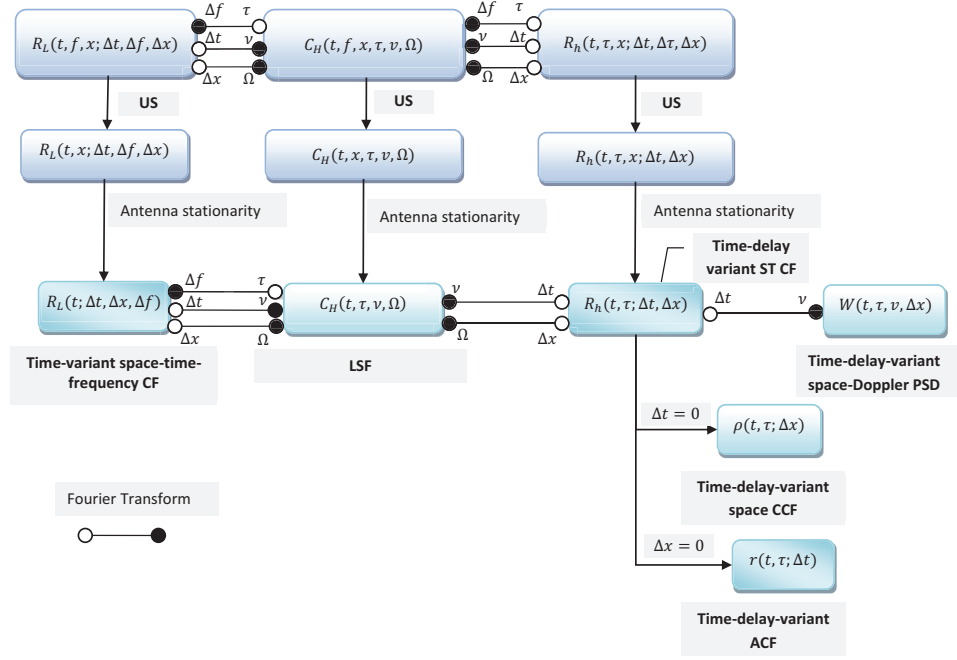 Δf τ
Δf τ
R_L(t, f, x; Δt, Δf, Δx)
Δt ν
C_H(t, f, x, τ, ν, Ω)
ν Δt
R_h(t, τ, x; Δt, Δτ, Δx)
Δx Ω
Ω Δx
US
US
US
R_L(t, x; Δt, Δf, Δx)
C_H(t, x, τ, ν, Ω)
R_h(t, τ, x; Δt, Δx)
Antenna stationarity
Antenna stationarity
Antenna stationarity
Time-delay
variant ST CF
Δf τ
R_L(t; Δt, Δx, Δf)
Δt ν
C_H(t, τ, ν, Ω)
ν Δt
R_h(t, τ; Δt, Δx)
Δt ν
W(t, τ, ν, Δx)
Δx Ω
Ω Δx
Time-variant space-time-
frequency CF
LSF
Time-delay-variant
space-Doppler PSD
Δt = 0
ρ(t, τ; Δx)
Time-delay-variant
space CCF
Fourier Transform
Δx = 0
r(t, τ; Δt)
Time-delay-variant
ACF